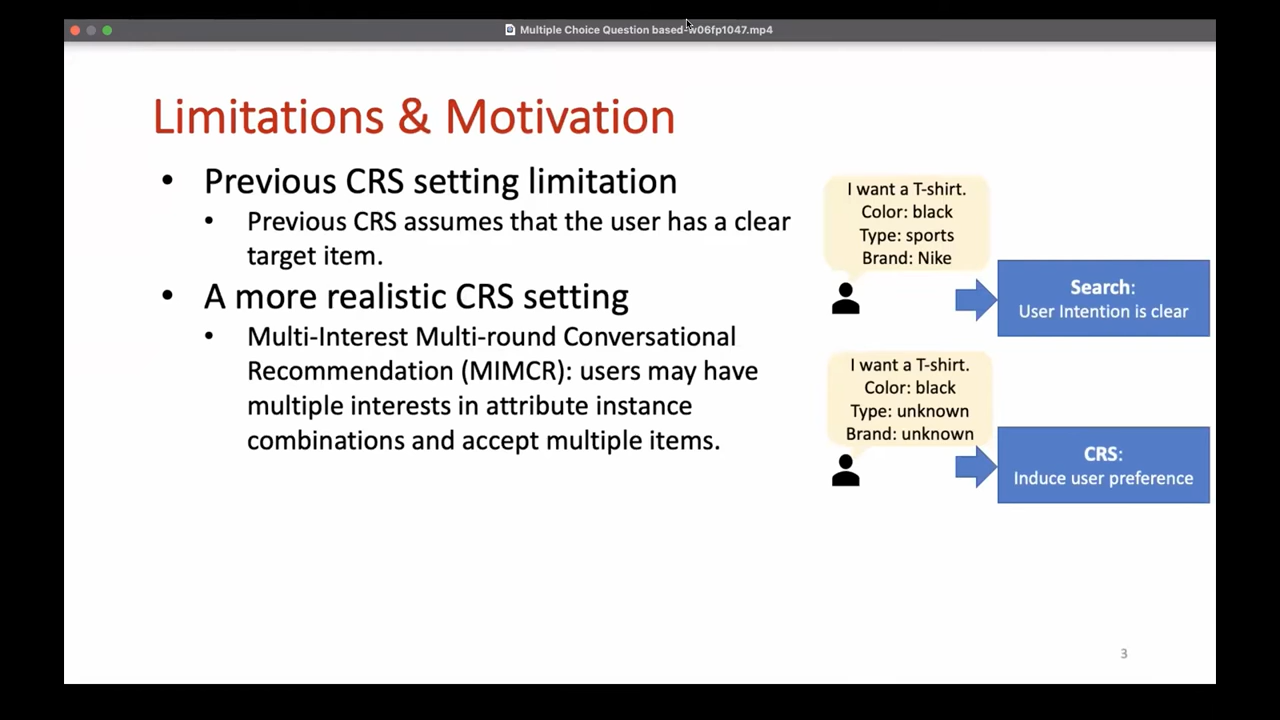 Multiple Choice Question based-w06fp1047.mp4
Limitations & Motivation
• Previous CRS setting limitation
• Previous CRS assumes that the user has a clear
target item.
• A more realistic CRS setting
• Multi-Interest Multi-round Conversational
Recommendation (MIMCR): users may have
multiple interests in attribute instance
combinations and accept multiple items.
I want a T-shirt.
Color: black
Type: sports
Brand: Nike
Search:
User Intention is clear
I want a T-shirt.
Color: black
Type: unknown
Brand: unknown
CRS:
Induce user preference
3